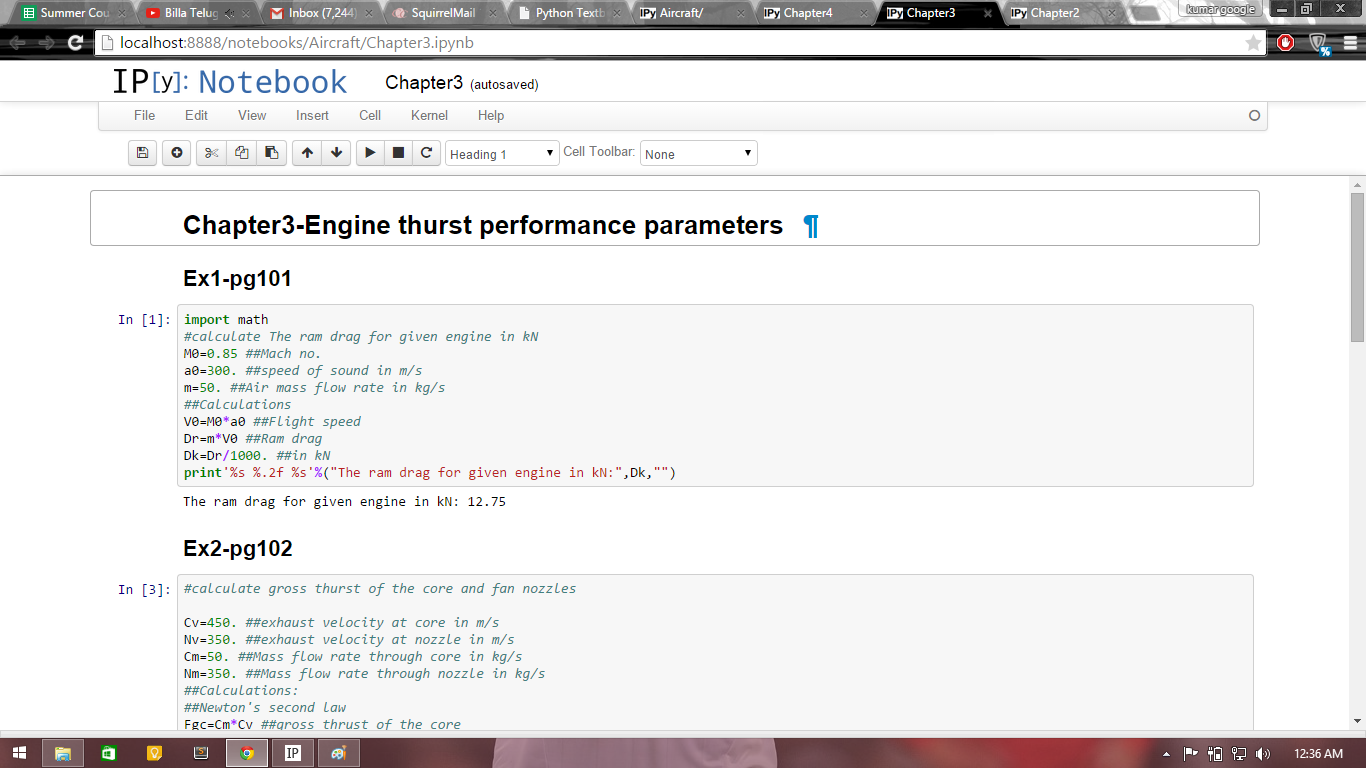 Summer Cou
Billa Telug
Inbox (7,244)
SquirrelMail
Python Textb
IPy Aircraft/
IPy Chapter4
IPy Chapter3
IPy Chapter2
kumar google
localhost:8888/notebooks/Aircraft/Chapter3.ipynb
IP[y]: Notebook Chapter3 (autosaved)
File Edit View Insert Cell Kernel Help
Heading 1 Cell Toolbar: None
Chapter3-Engine thurst performance parameters ¶
Ex1-pg101
In [1]: import math
#calculate The ram drag for given engine in kN
M0=0.85 ##Mach no.
a0=300. ##speed of sound in m/s
m=50. ##Air mass flow rate in kg/s
##Calculations
V0=M0*a0 ##Flight speed
Dr=m*V0 ##Ram drag
Dk=Dr/1000. ##in kN
print'%s %.2f %s'%("The ram drag for given engine in kN:",Dk,"")
The ram drag for given engine in kN: 12.75
Ex2-pg102
In [3]: #calculate gross thurst of the core and fan nozzles
Cv=450. ##exhaust velocity at core in m/s
Nv=350. ##exhaust velocity at nozzle in m/s
Cm=50. ##Mass flow rate through core in kg/s
Nm=350. ##Mass flow rate through nozzle in kg/s
##Calculations:
##Newton's second law
Fgc=Cm*Cv ##gross thrust of the core
IP
12:36 AM